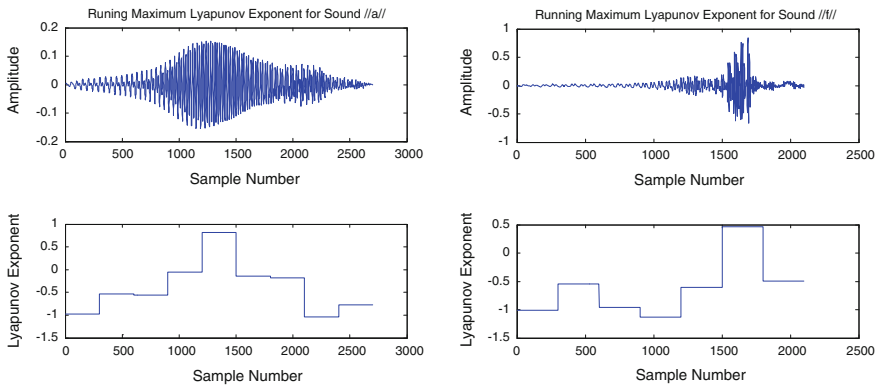 Runing Maximum Lyapunov Exponent for Sound //a//
0.2
0.1
0
-0.1
-0.2
Amplitude
0 500 1000 1500 2000 2500 3000
Sample Number
Running Maximum Lyapunov Exponent for Sound //f//
1
0.5
0
-0.5
-1
Amplitude
0 500 1000 1500 2000 2500
Sample Number
1
0.5
0
-0.5
-1
-1.5
Lyapunov Exponent
0 500 1000 1500 2000 2500 3000
Sample Number
0.5
0
-0.5
-1
-1.5
Lyapunov Exponent
0 500 1000 1500 2000 2500
Sample Number